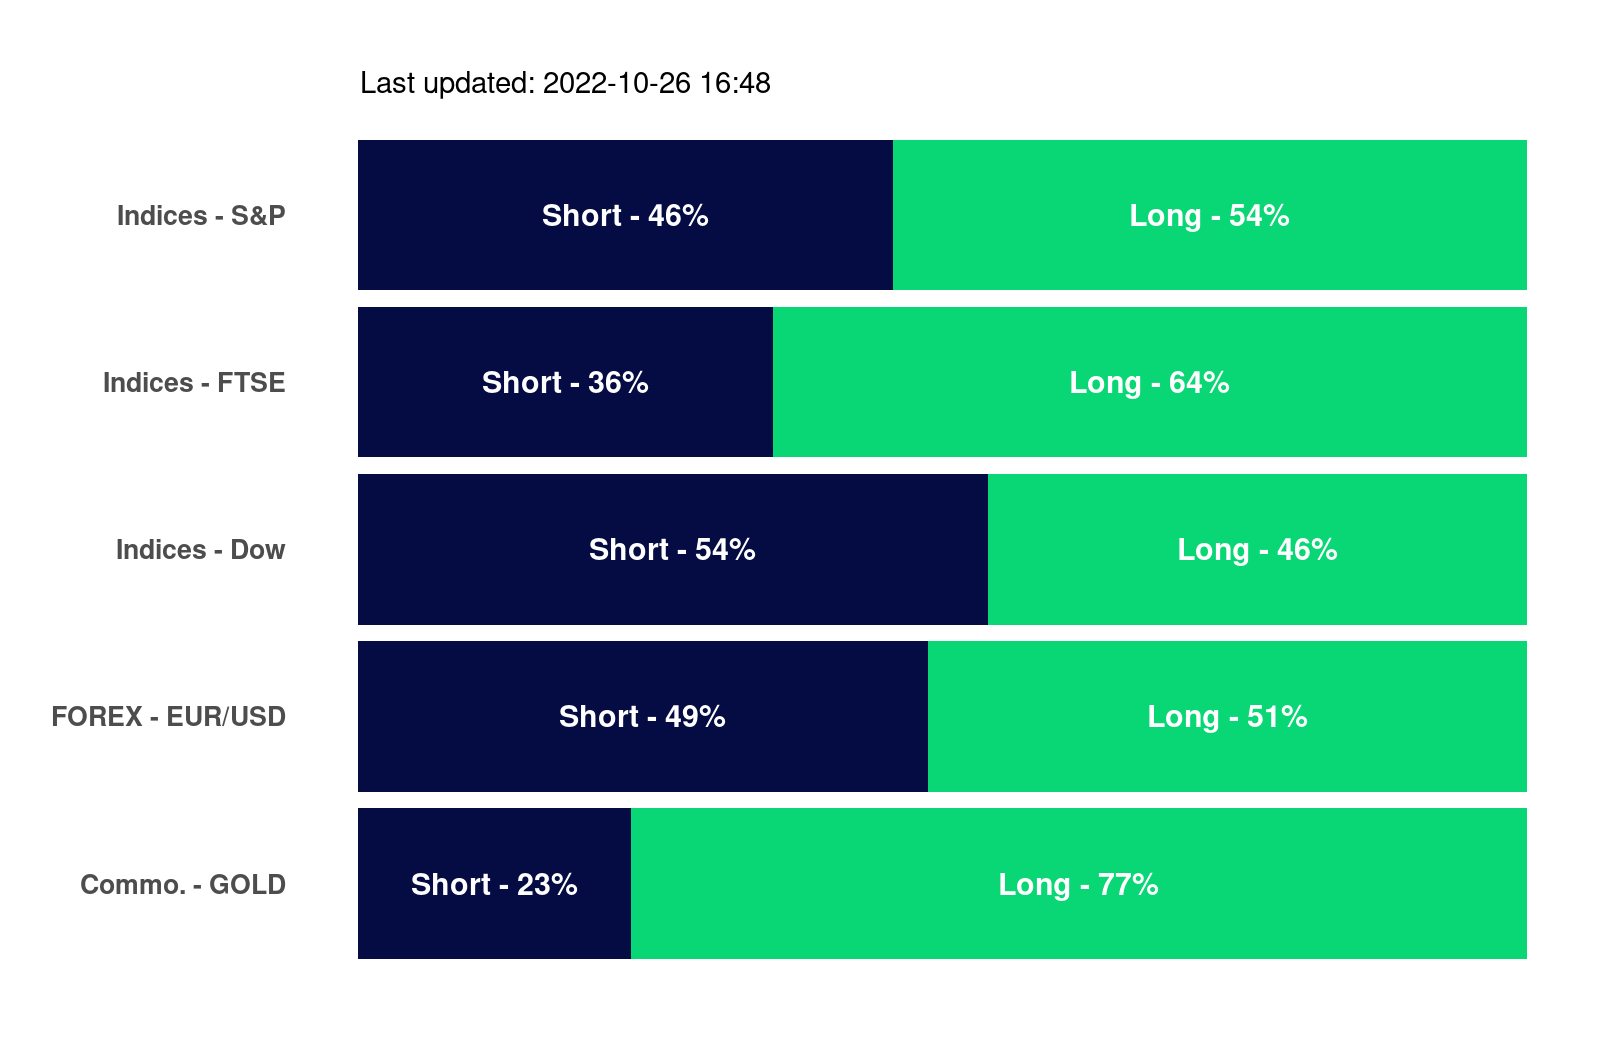 Last updated: 2022-10-26 16:48
Indices - S&P Short - 46% Long - 54%
Indices - FTSE Short - 36% Long - 64%
Indices - Dow Short - 54% Long - 46%
FOREX - EUR/USD Short - 49% Long - 51%
Commo. - GOLD Short - 23% Long - 77%